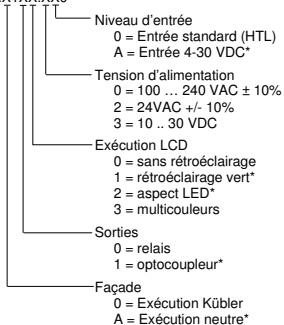 Niveau d'entrée
0 = Entrée standard (HTL)
A = Entrée 4-30 VDC*
Tension d'alimentation
0 = 100 … 240 VAC ± 10%
2 = 24VAC +/- 10%
3 = 10 .. 30 VDC
Exécution LCD
0 = sans rétroéclairage
1 = rétroéclairage vert*
2 = aspect LED*
3 = multicouleurs
Sorties
0 = relais
1 = optocoupleur*
Façade
0 = Exécution Kübler
A = Exécution neutre*